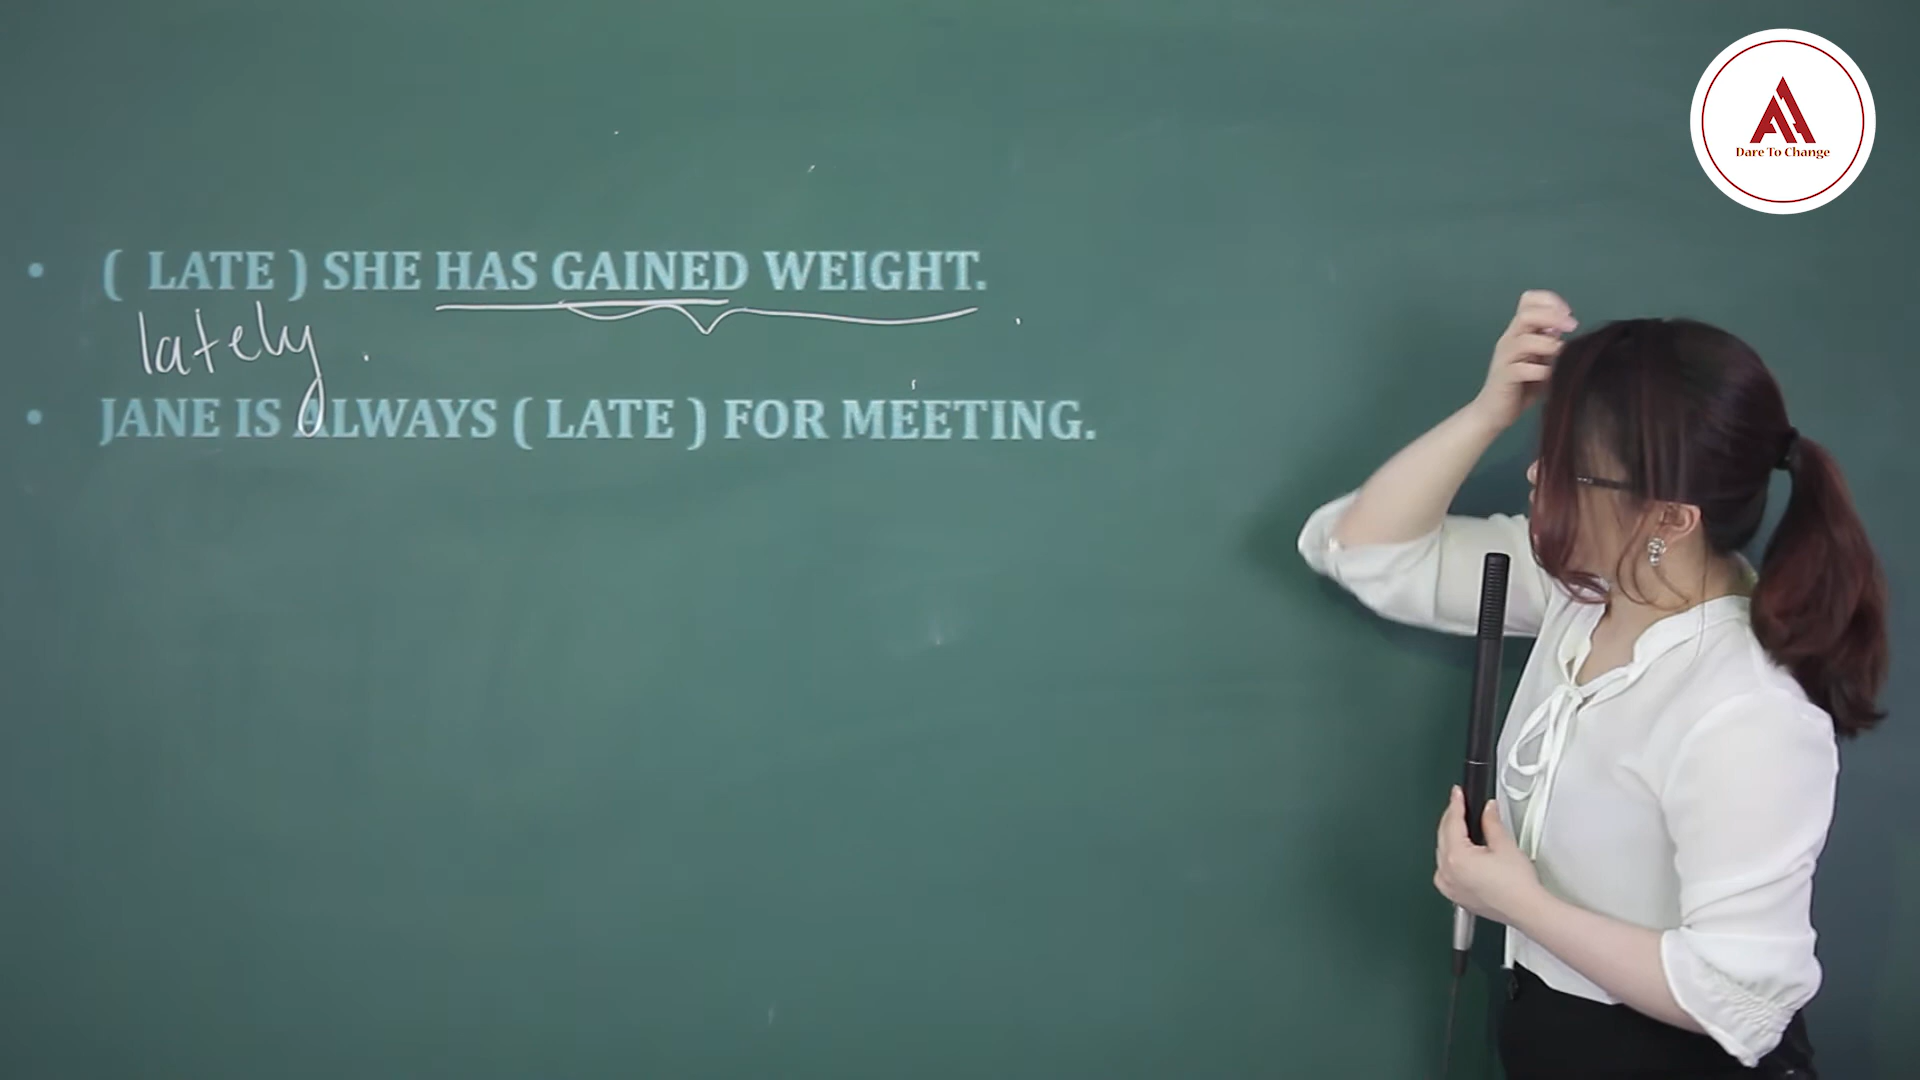 Dare To Change
• ( LATE ) SHE HAS GAINED WEIGHT.
lately
• JANE IS ALWAYS ( LATE ) FOR MEETING.